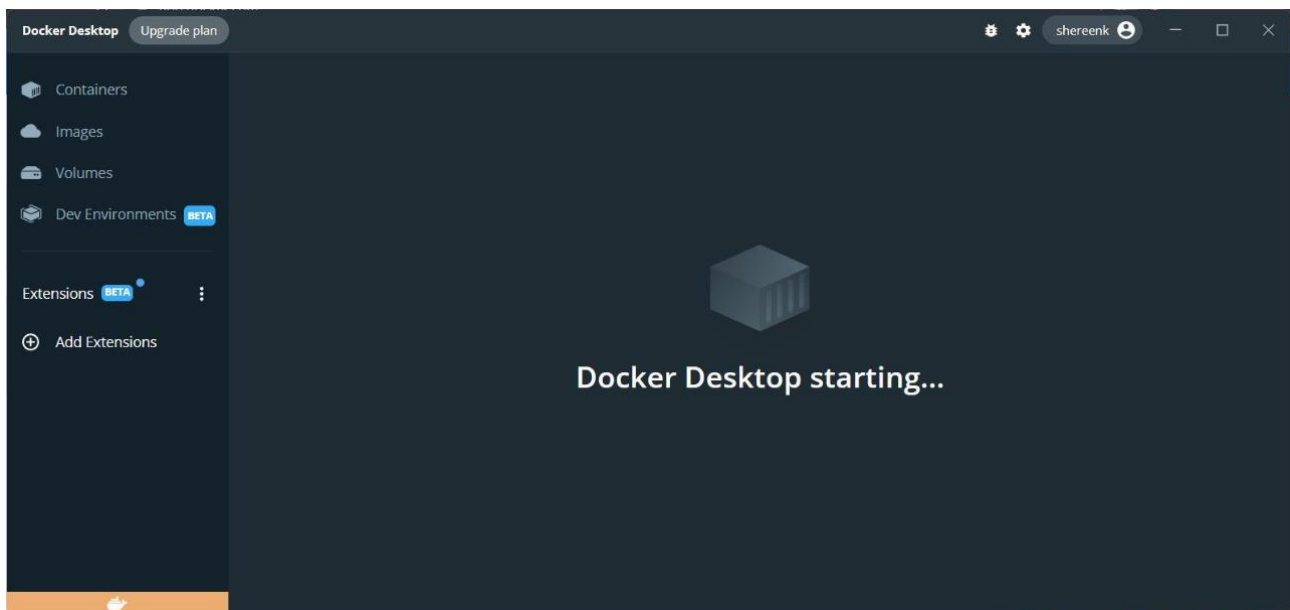 Docker Desktop Upgrade plan shereenk
Containers
Images
Volumes
Dev Environments BETA
Extensions BETA
Add Extensions
Docker Desktop starting...